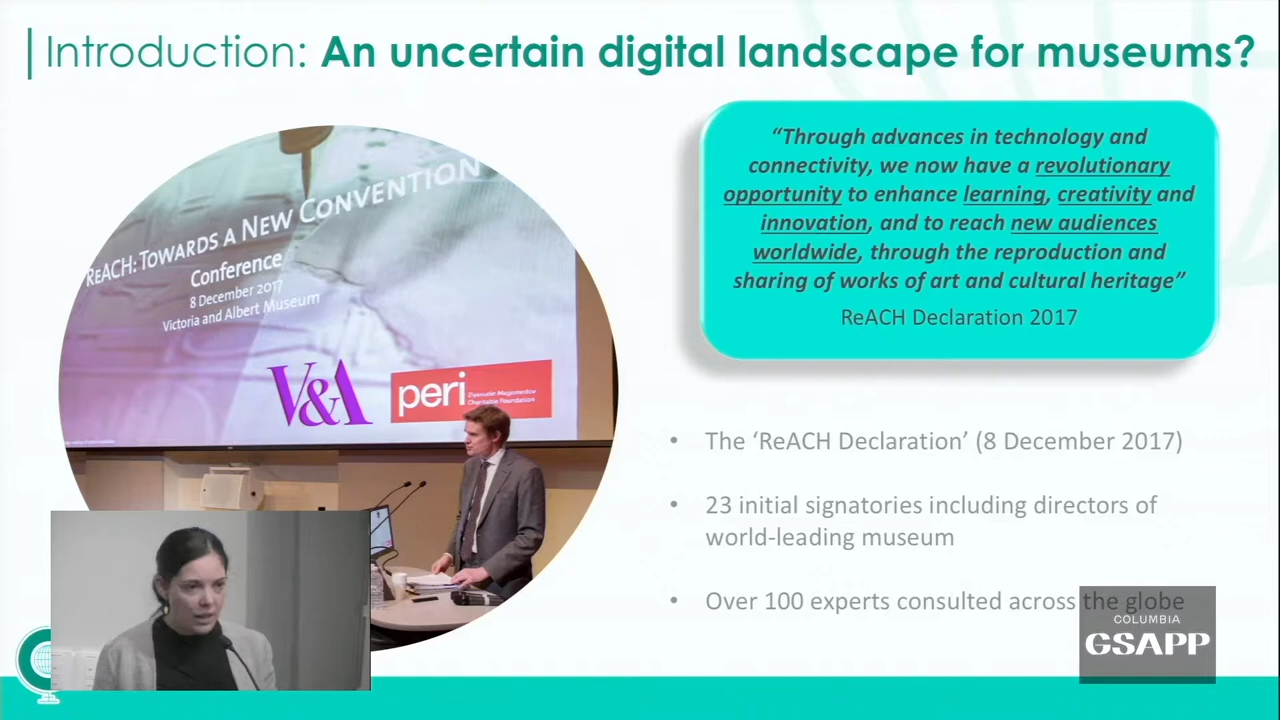 Introduction: An uncertain digital landscape for museums?
“Through advances in technology and
connectivity, we now have a revolutionary
opportunity to enhance learning, creativity and
innovation, and to reach new audiences
worldwide, through the reproduction and
sharing of works of art and cultural heritage”
ReACH Declaration 2017
ReACH: TOWARDS A NEW CONVENTION
Conference
8 December 2017
Victoria and Albert Museum
V&A
peri
Ziyavudin Magomedov
Charitable Foundation
• The ‘ReACH Declaration’ (8 December 2017)
• 23 initial signatories including directors of
world-leading museum
• Over 100 experts consulted across the globe
COLUMBIA
GSAPP